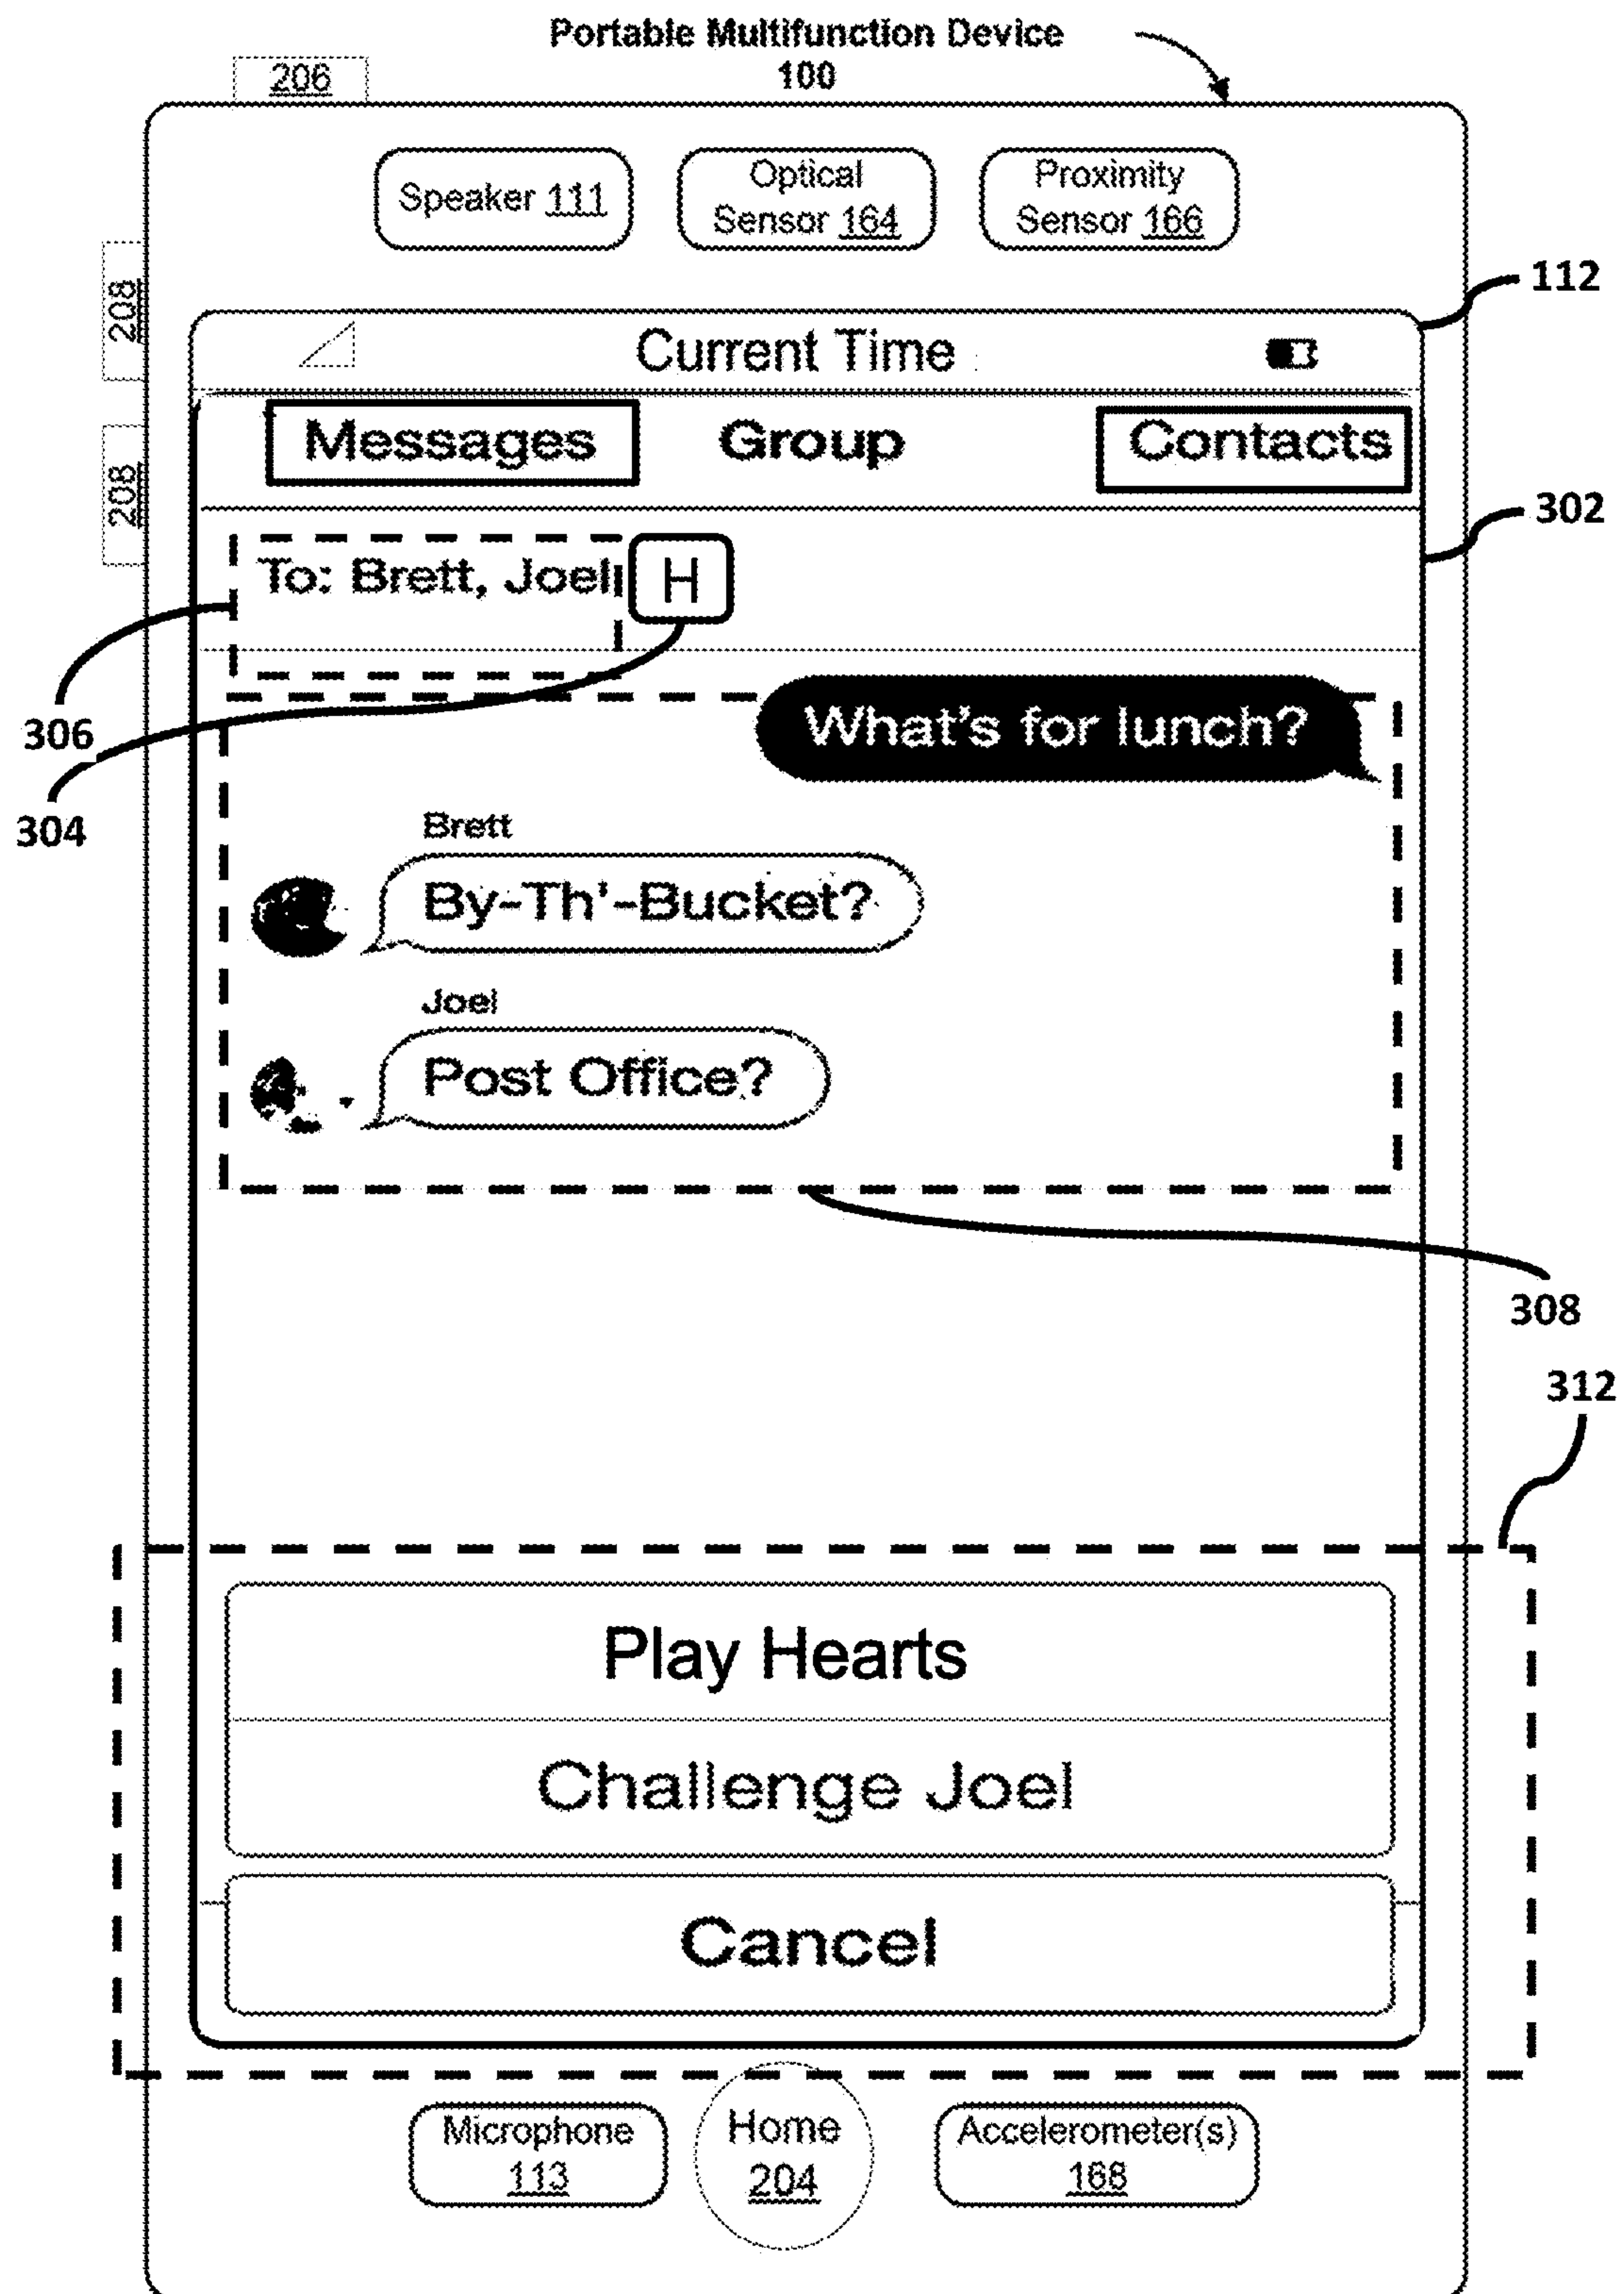 Portable Multifunction Device
100
206
Speaker 111
Optical
Sensor 164
Proximity
Sensor 166
112
208
Current Time
Messages
Group
Contacts
208
302
To: Brett, Joel
H
306
What's for lunch?
304
Brett
By-Th'-Bucket?
Joel
Post Office?
308
312
Play Hearts
Challenge Joel
Cancel
Microphone
113
Home
204
Accelerometer(s)
168